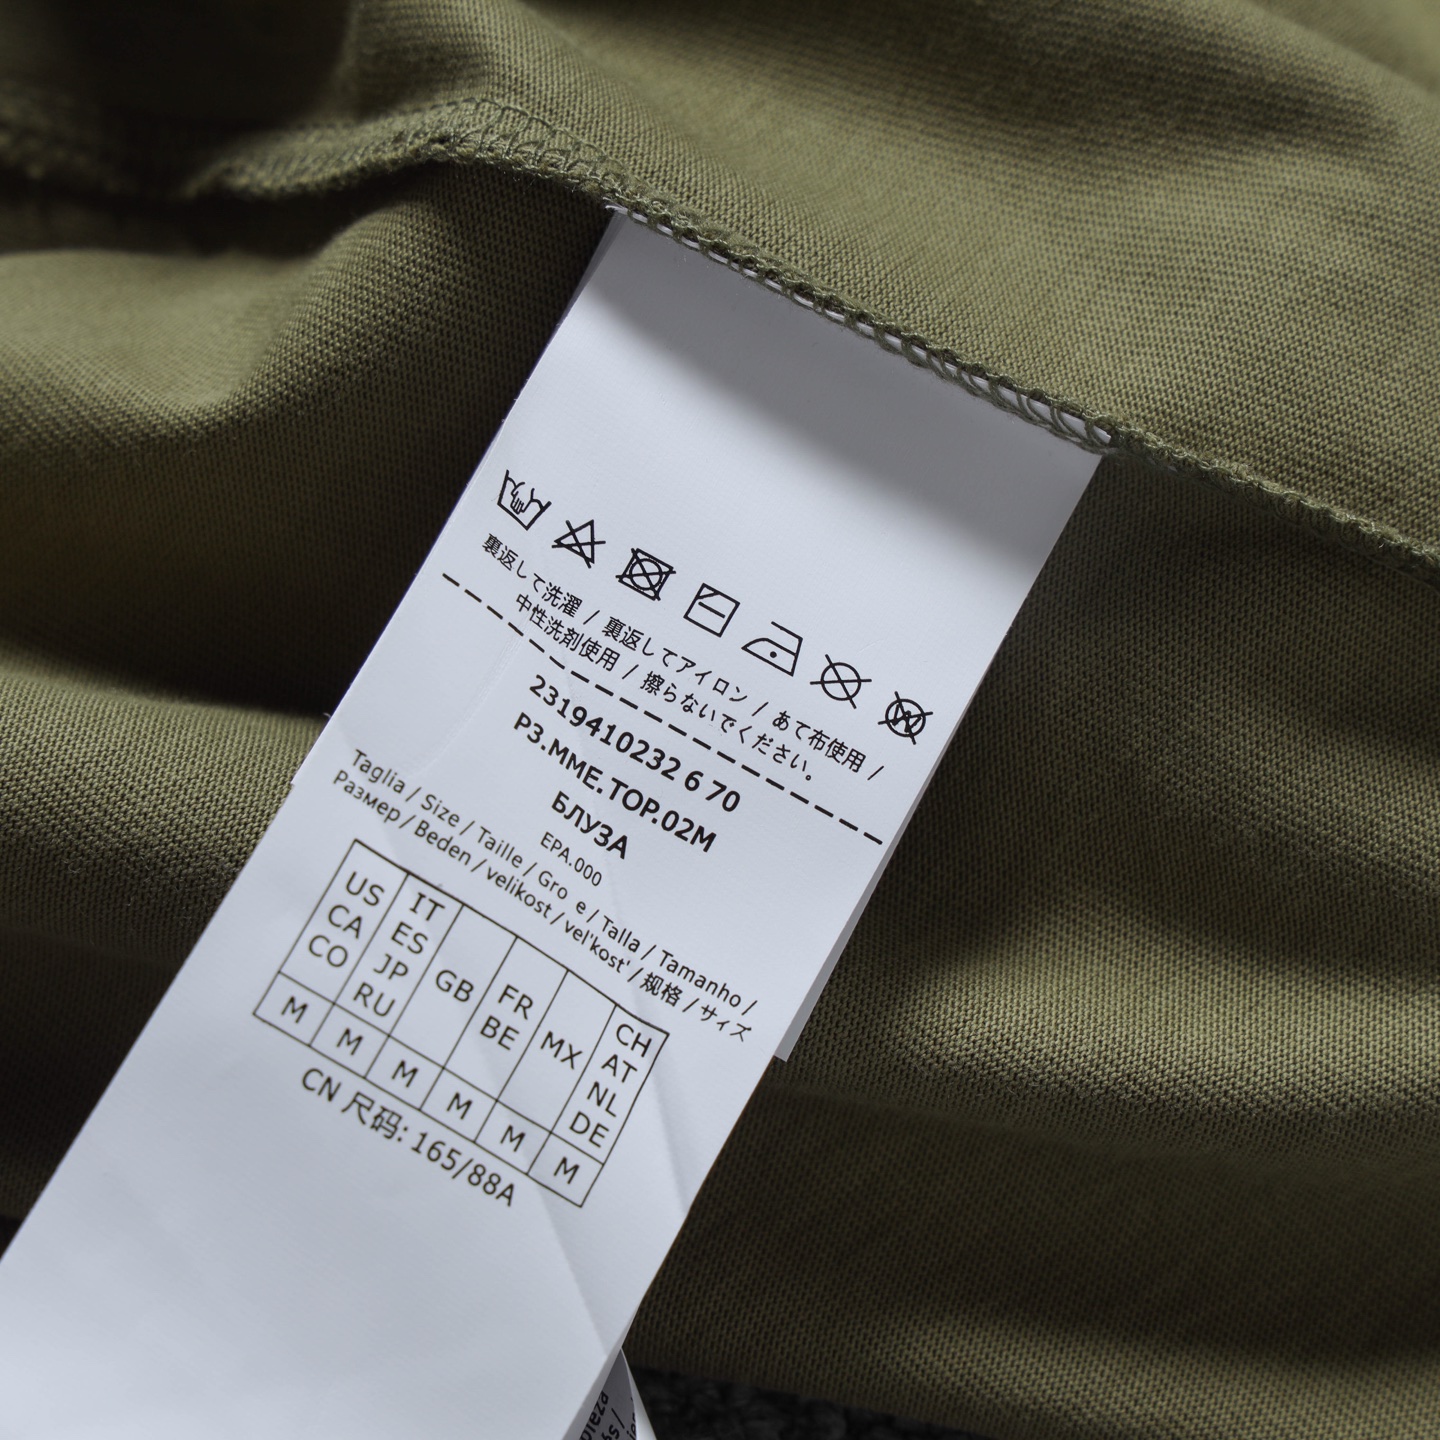 裏返して洗濯 / 裏返してアイロン / あて布使用 /
中性洗剤使用 / 擦らないでください。
2319410232 6 70
P3.MME.TOP.02M
БЛУЗА
EPA.000
Taglia / Size / Taille / Gro e / Talla / Tamanho /
Размер / Beden / velikost / vel'kost' / 规格 / サイズ
US CA CO
IT ES JP RU
GB
FR BE
MX
CH AT NL DE
M M M M M M
CN 尺码: 165/88A